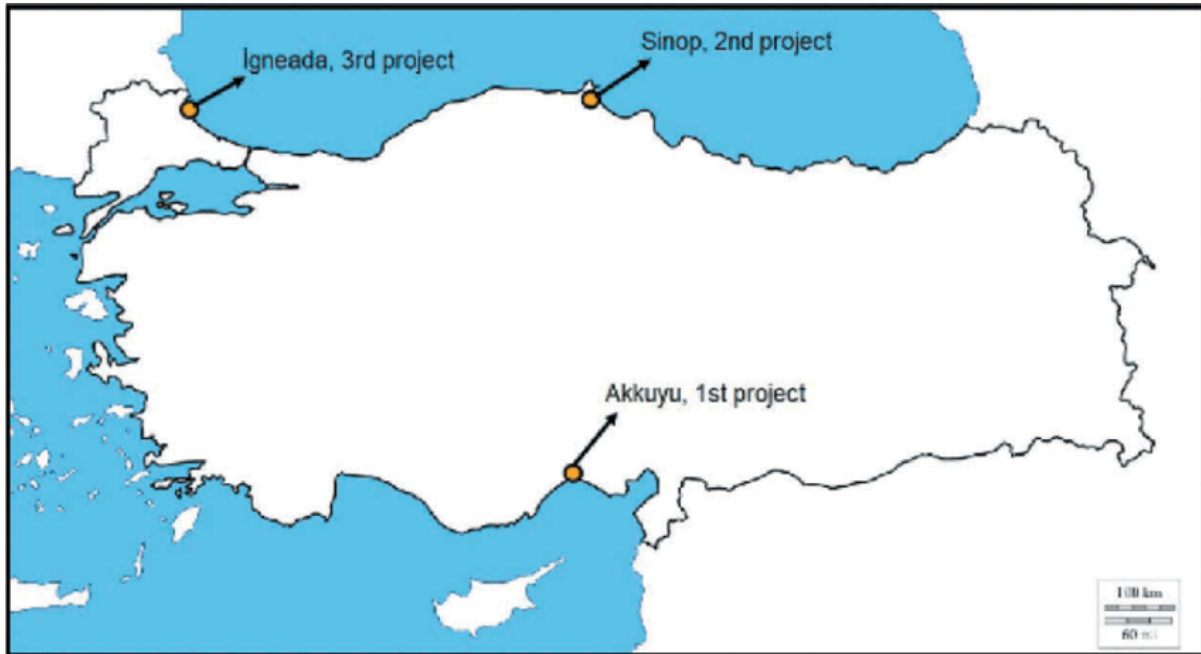 İgneada, 3rd project
Sinop, 2nd project
Akkuyu, 1st project
100 km
60 mi